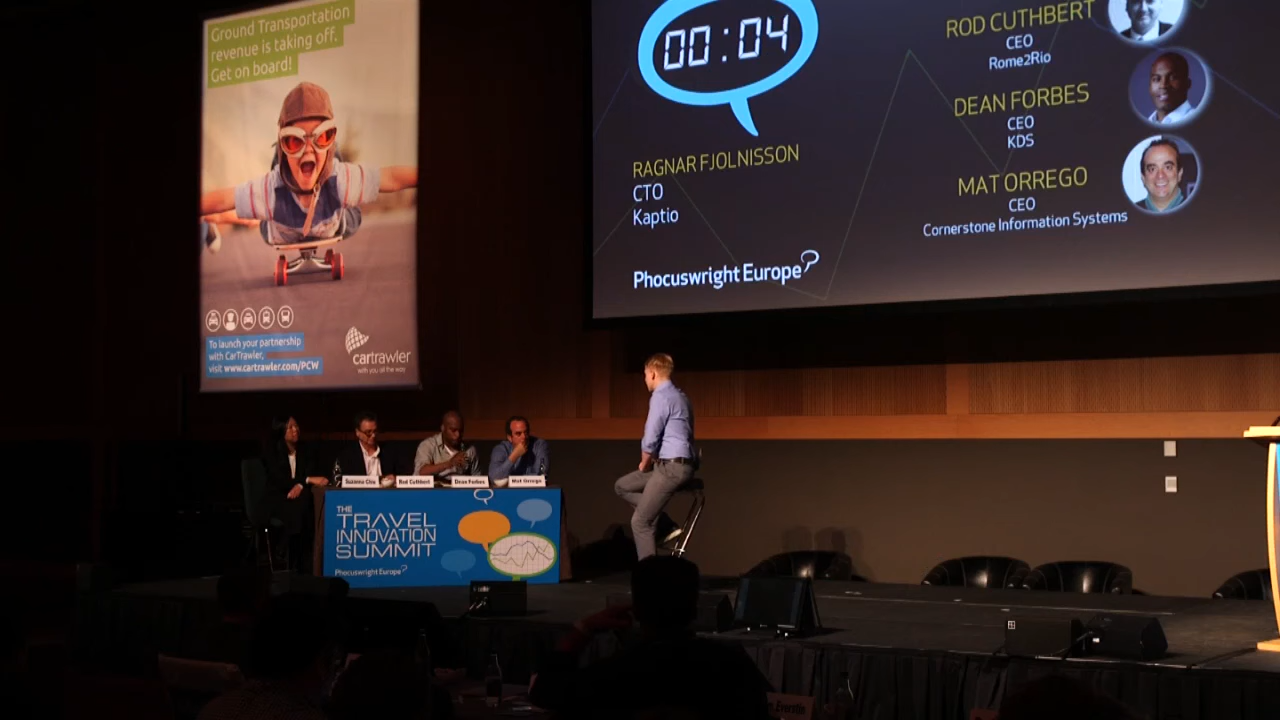 Ground Transportation
revenue is taking off.
Get on board!
To launch your partnership
with CarTrawler,
visit www.cartrawler.com/PCW
cartrawler
with you all the way
00:04
RAGNAR FJOLNISSON
CTO
Kaptio
Phocuswright Europe
ROD CUTHBERT
CEO
Rome2Rio
DEAN FORBES
CEO
KDS
MAT ORREGO
CEO
Cornerstone Information Systems
Rod Cuthbert
Dean Forbes
Mat Orrego
THE
TRAVEL
INNOVATION
SUMMIT
Phocuswright Europe